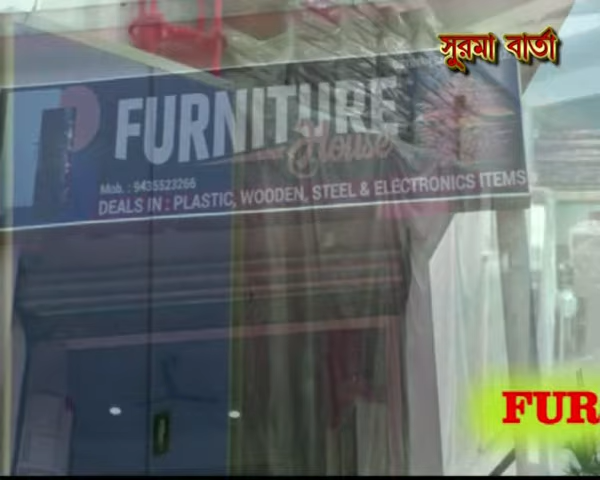 সুরমা বার্তা
FURNITURE
House
Mob. : 9435523266
DEALS IN : PLASTIC, WOODEN, STEEL & ELECTRONICS ITEMS
FUR